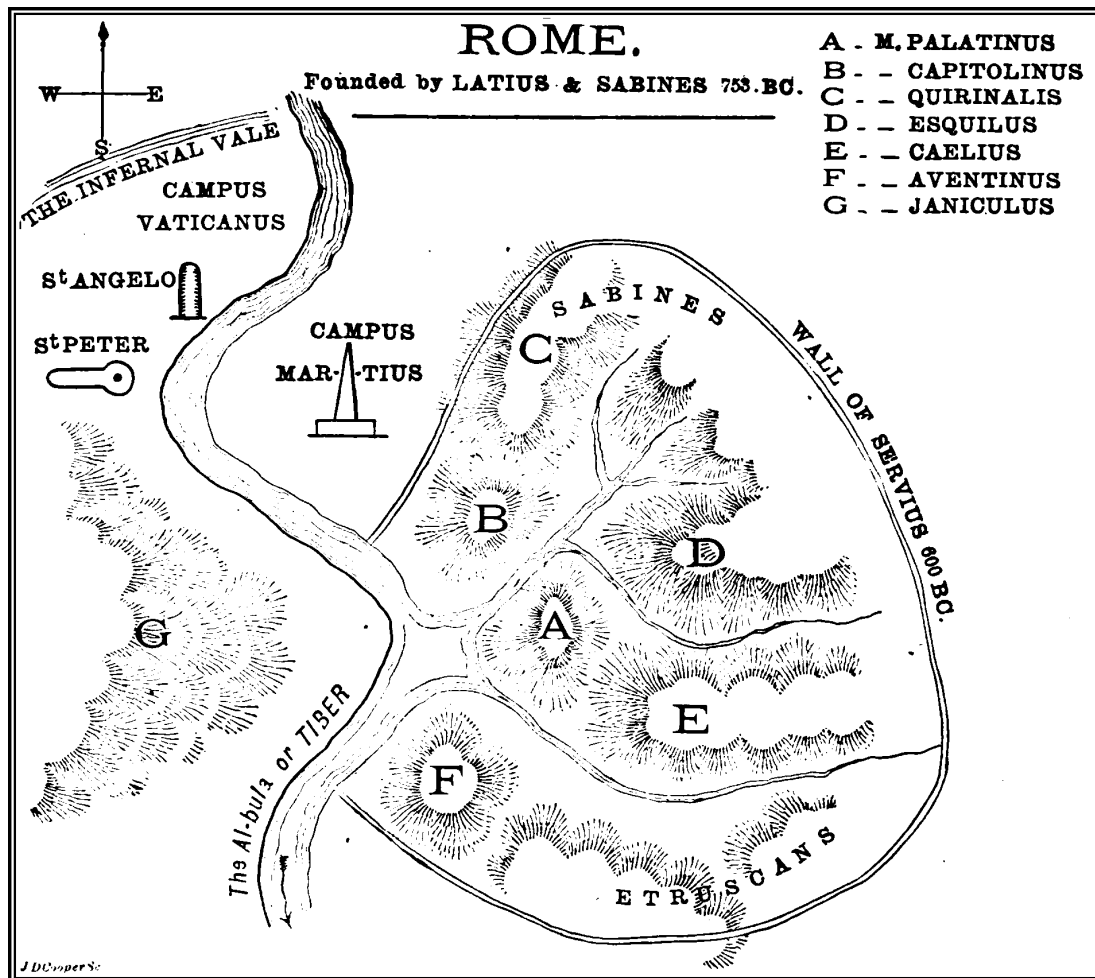 ROME.
Founded by LATIUS & SABINES 753.BC.
A - M. PALATINUS
B - - CAPITOLINUS
C - - QUIRINALIS
D - - ESQUILUS
E - - CAELIUS
F - - AVENTINUS
G - - JANICULUS
W E
S
THE INFERNAL VALE
CAMPUS
VATICANUS
St ANGELO
St PETER
CAMPUS
MAR-TIUS
SABINES
WALL OF SERVIUS 600 BC.
C
B
D
A
G
E
F
The Al-bula or TIBER
ETRUSCANS
J D Cooper Sc